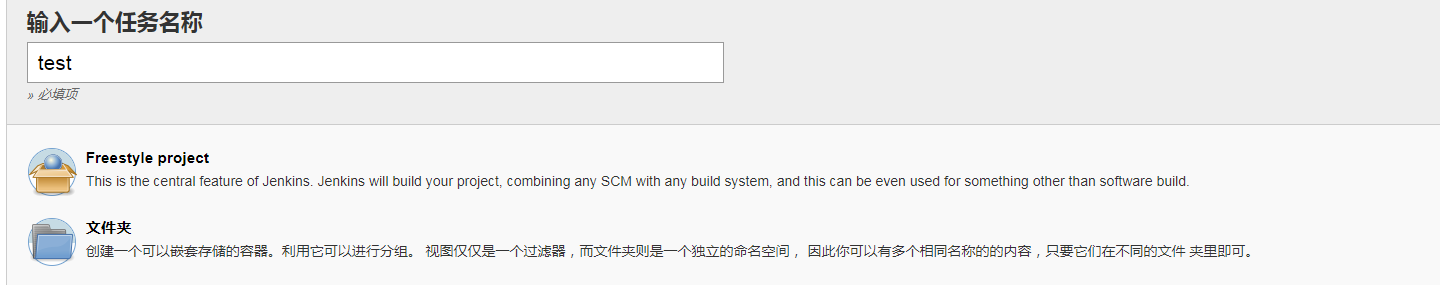 输入一个任务名称
test
» 必填项
Freestyle project
This is the central feature of Jenkins. Jenkins will build your project, combining any SCM with any build system, and this can be even used for something other than software build.
文件夹
创建一个可以嵌套存储的容器。利用它可以进行分组。 视图仅仅是一个过滤器，而文件夹则是一个独立的命名空间， 因此你可以有多个相同名称的的内容，只要它们在不同的文件 夹里即可。